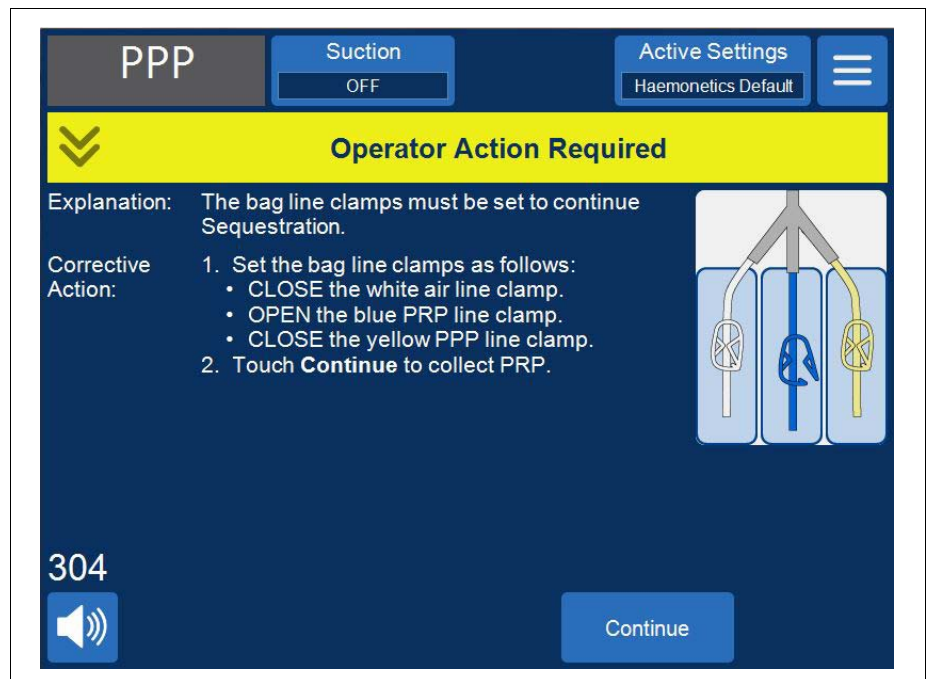 PPP
Suction
OFF
Active Settings
Haemonetics Default
Operator Action Required
Explanation: The bag line clamps must be set to continue
Sequestration.
Corrective 1. Set the bag line clamps as follows:
Action: • CLOSE the white air line clamp.
• OPEN the blue PRP line clamp.
• CLOSE the yellow PPP line clamp.
2. Touch Continue to collect PRP.
304
Continue